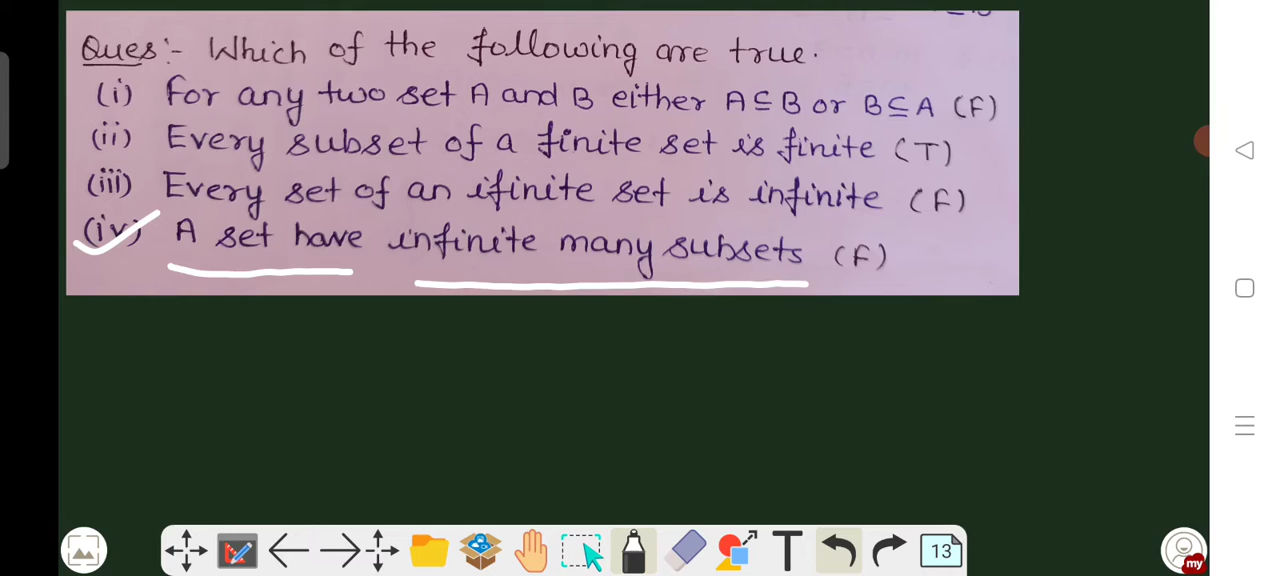 Ques:- Which of the following are true.
(i) For any two set A and B either A⊆B or B⊆A (F)
(ii) Every subset of a finite set is finite (T)
(iii) Every set of an ifinite set is infinite (F)
(iv) A set have infinite many subsets (F)
T
13
my